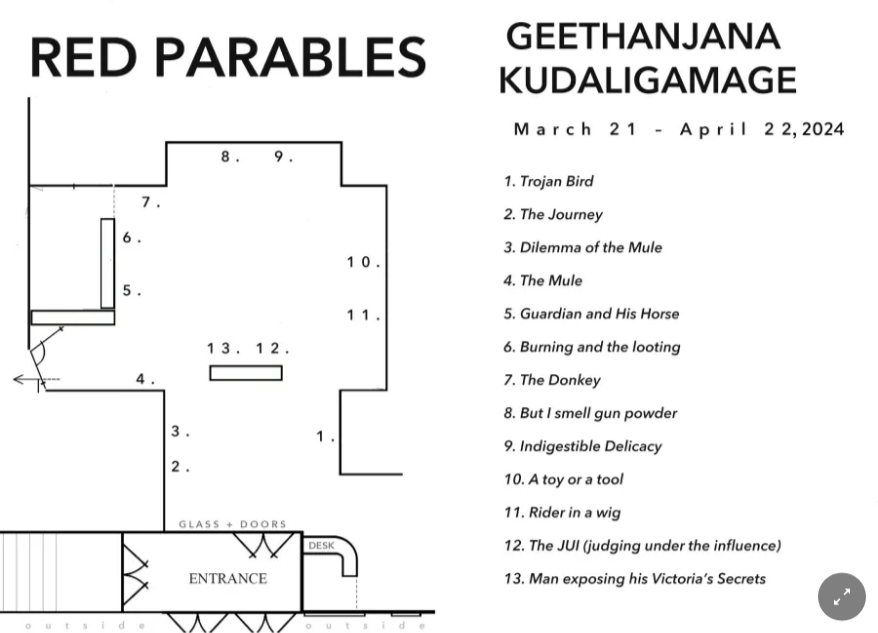 RED PARABLES
GEETHANJANA
KUDALIGAMAGE
March 21 - April 22, 2024
8. 9.
7.
6.
5.
10.
11.
13. 12.
4.
3.
2.
1.
GLASS + DOORS
DESK
ENTRANCE
outside
outside
1. Trojan Bird
2. The Journey
3. Dilemma of the Mule
4. The Mule
5. Guardian and His Horse
6. Burning and the looting
7. The Donkey
8. But I smell gun powder
9. Indigestible Delicacy
10. A toy or a tool
11. Rider in a wig
12. The JUI (judging under the influence)
13. Man exposing his Victoria's Secrets